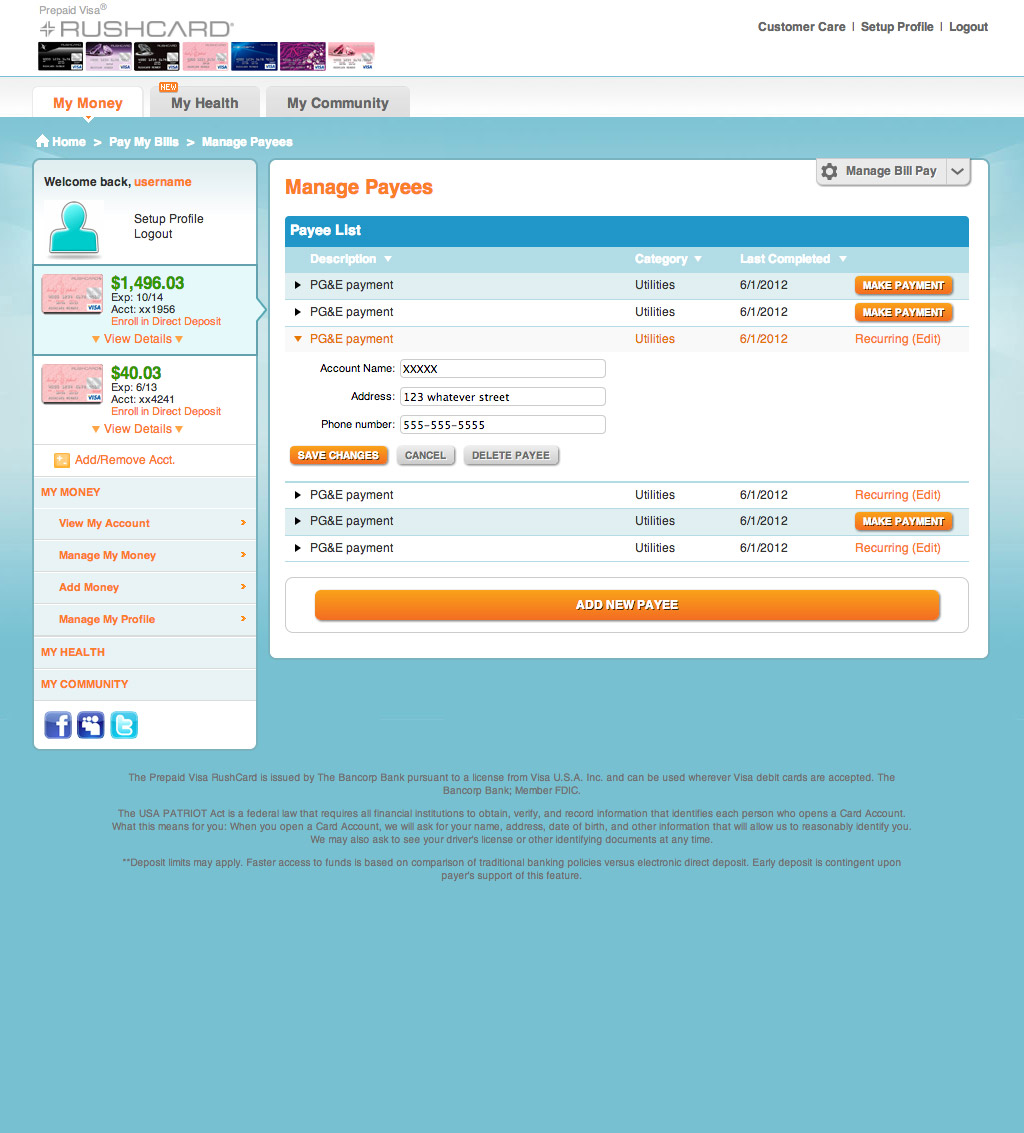 Prepaid Visa®
RUSHCARD®
Customer Care | Setup Profile | Logout
NEW
My Money
My Health
My Community
Home > Pay My Bills > Manage Payees
Welcome back, username
Setup Profile
Logout
$1,496.03
Exp: 10/14
Acct: xx1956
Enroll in Direct Deposit
View Details
$40.03
Exp: 6/13
Acct: xx4241
Enroll in Direct Deposit
View Details
Add/Remove Acct.
MY MONEY
View My Account
Manage My Money
Add Money
Manage My Profile
MY HEALTH
MY COMMUNITY
Manage Bill Pay
Manage Payees
Payee List
Description Category Last Completed
PG&E payment Utilities 6/1/2012 MAKE PAYMENT
PG&E payment Utilities 6/1/2012 MAKE PAYMENT
PG&E payment Utilities 6/1/2012 Recurring (Edit)
Account Name: XXXXX
Address: 123 whatever street
Phone number: 555-555-5555
SAVE CHANGES CANCEL DELETE PAYEE
PG&E payment Utilities 6/1/2012 Recurring (Edit)
PG&E payment Utilities 6/1/2012 MAKE PAYMENT
PG&E payment Utilities 6/1/2012 Recurring (Edit)
ADD NEW PAYEE
The Prepaid Visa RushCard is issued by The Bancorp Bank pursuant to a license from Visa U.S.A. Inc. and can be used wherever Visa debit cards are accepted. The
Bancorp Bank; Member FDIC.
The USA PATRIOT Act is a federal law that requires all financial institutions to obtain, verify, and record information that identifies each person who opens a Card Account.
What this means for you: When you open a Card Account, we will ask for your name, address, date of birth, and other information that will allow us to reasonably identify you.
We may also ask to see your driver's license or other identifying documents at any time.
**Deposit limits may apply. Faster access to funds is based on comparison of traditional banking policies versus electronic direct deposit. Early deposit is contingent upon
payer's support of this feature.